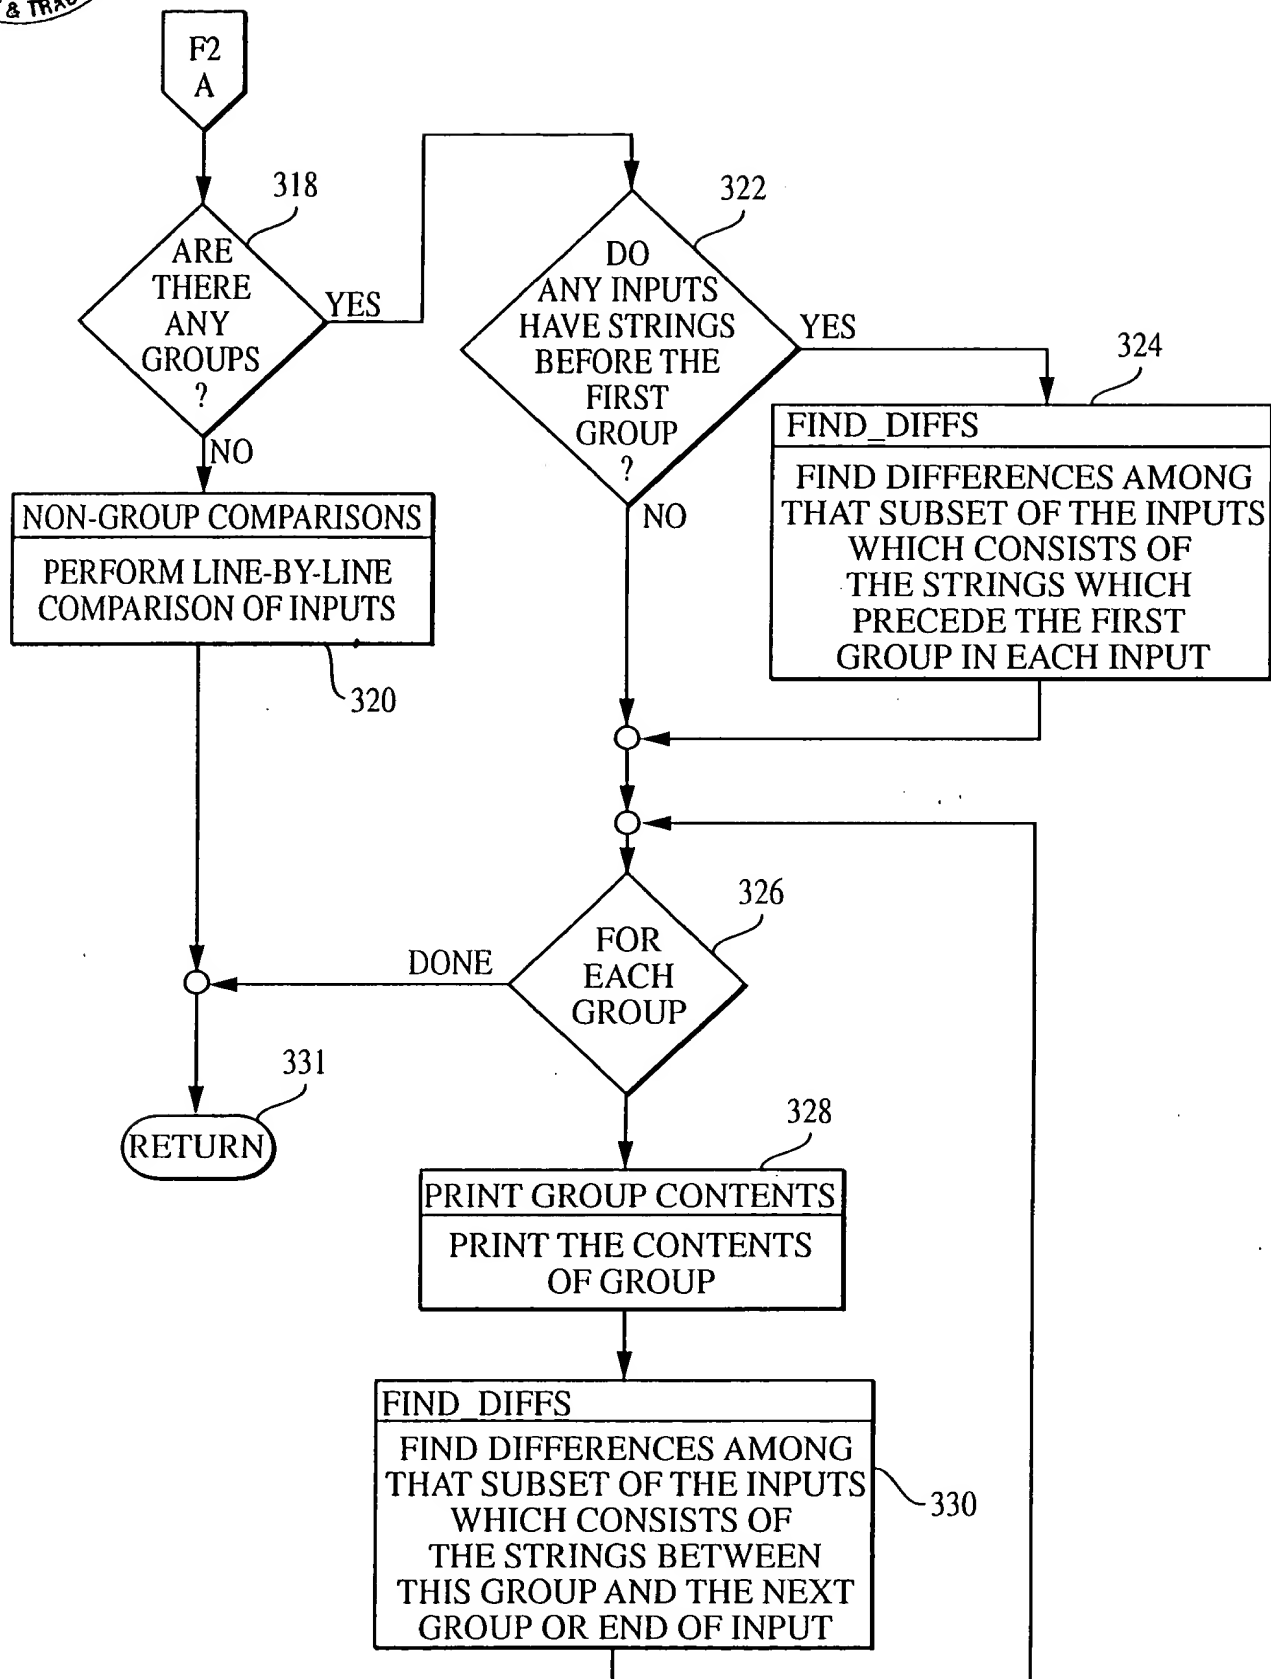 & TRAD
F2
A
318
ARE
THERE
ANY
GROUPS
?
YES
NO
NON-GROUP COMPARISONS
PERFORM LINE-BY-LINE
COMPARISON OF INPUTS
320
322
DO
ANY INPUTS
HAVE STRINGS
BEFORE THE
FIRST
GROUP
?
YES
NO
324
FIND_DIFFS
FIND DIFFERENCES AMONG
THAT SUBSET OF THE INPUTS
WHICH CONSISTS OF
THE STRINGS WHICH
PRECEDE THE FIRST
GROUP IN EACH INPUT
326
FOR
EACH
GROUP
DONE
331
RETURN
328
PRINT GROUP CONTENTS
PRINT THE CONTENTS
OF GROUP
FIND_DIFFS
FIND DIFFERENCES AMONG
THAT SUBSET OF THE INPUTS
WHICH CONSISTS OF
THE STRINGS BETWEEN
THIS GROUP AND THE NEXT
GROUP OR END OF INPUT
330